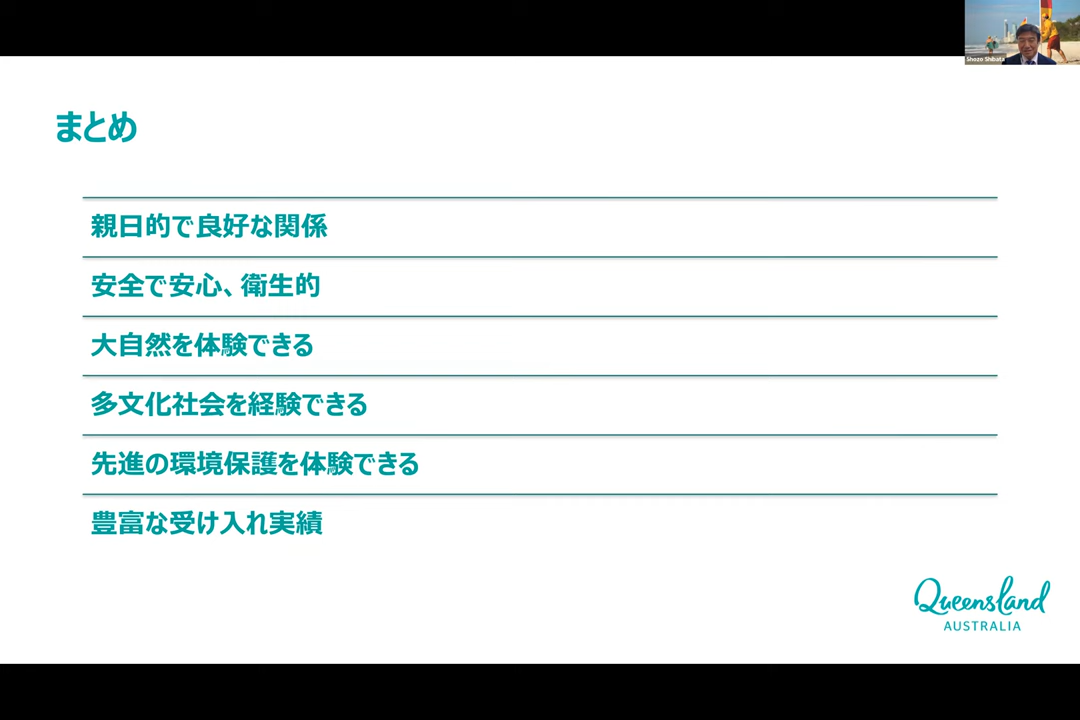 Shozo Shibata
まとめ
親日的で良好な関係
安全で安心、衛生的
大自然を体験できる
多文化社会を経験できる
先進の環境保護を体験できる
豊富な受け入れ実績
Queensland
AUSTRALIA